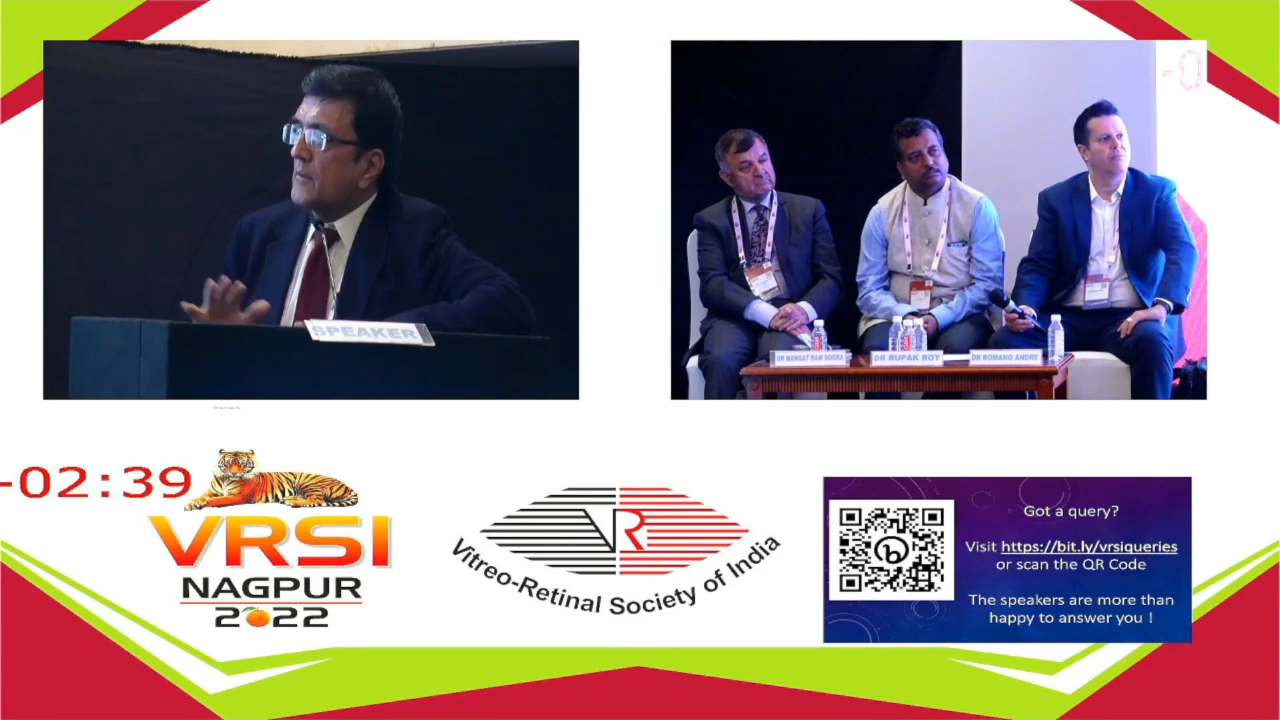 SPEAKER
DR MANGAT RAM DOGRA
DR RUPAK ROY
DR ROMANO ANDRE
-02:39
VRSI
NAGPUR
2022
VR
Vitreo-Retinal Society of India
Got a query?
Visit https://bit.ly/vrsiqueries
or scan the QR Code
The speakers are more than
happy to answer you !